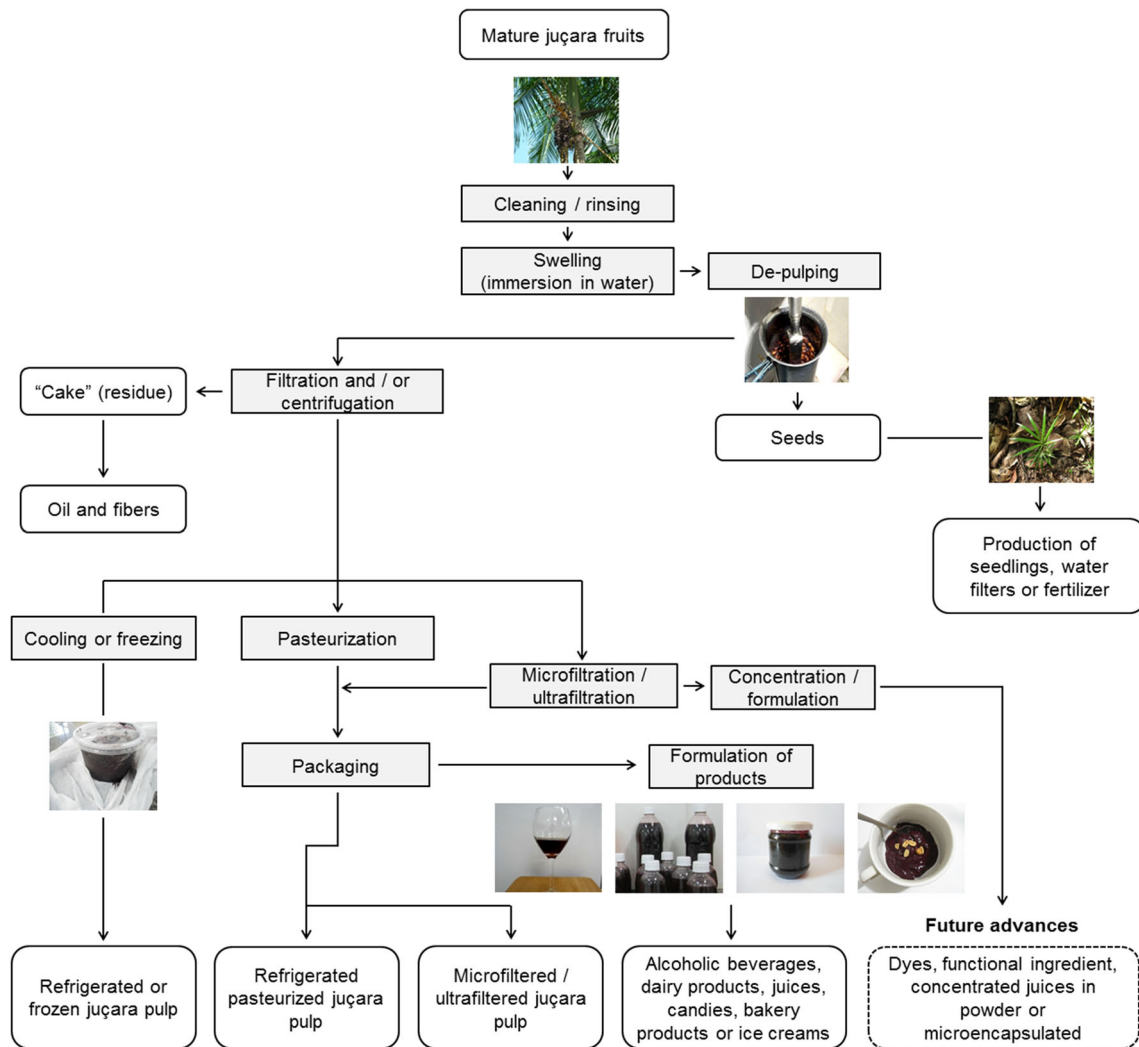 Mature juçara fruits
Cleaning / rinsing
Swelling
(immersion in water)
De-pulping
Filtration and / or
centrifugation
“Cake” (residue)
Seeds
Oil and fibers
Production of
seedlings, water
filters or fertilizer
Cooling or freezing
Pasteurization
Microfiltration /
ultrafiltration
Concentration /
formulation
Packaging
Formulation of
products
Future advances
Refrigerated or
frozen juçara pulp
Refrigerated
pasteurized juçara
pulp
Microfiltered /
ultrafiltered juçara
pulp
Alcoholic beverages,
dairy products, juices,
candies, bakery
products or ice creams
Dyes, functional ingredient,
concentrated juices in
powder or
microencapsulated